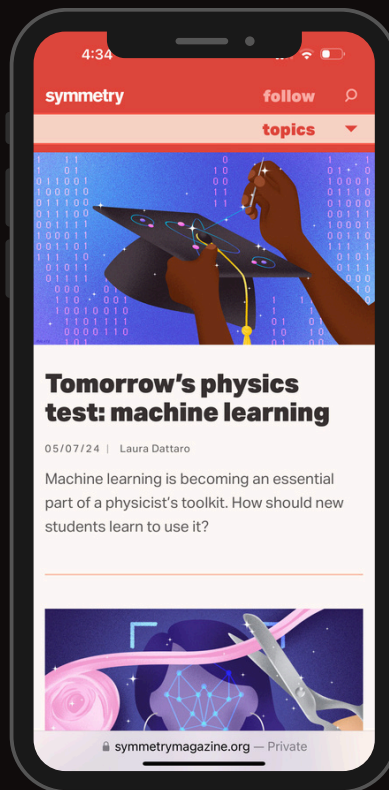 4:34
symmetry
follow
topics
Tomorrow's physics
test: machine learning
05/07/24 | Laura Dattaro
Machine learning is becoming an essential
part of a physicist's toolkit. How should new
students learn to use it?
symmetrymagazine.org — Private